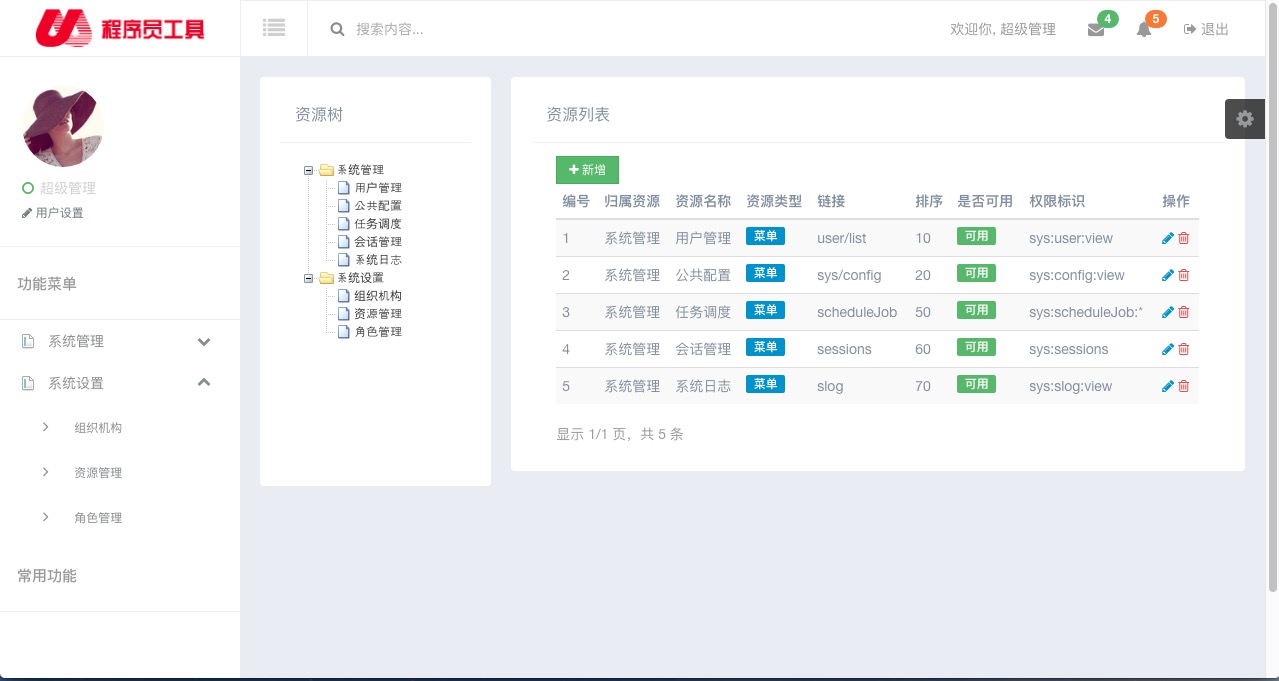 程序员工具
搜索内容...
欢迎你, 超级管理
4
5
退出
超级管理
用户设置
功能菜单
系统管理
系统设置
组织机构
资源管理
角色管理
常用功能
资源树
系统管理
用户管理
公共配置
任务调度
会话管理
系统日志
系统设置
组织机构
资源管理
角色管理
资源列表
新增
编号 归属资源 资源名称 资源类型 链接 排序 是否可用 权限标识 操作
1 系统管理 用户管理 菜单 user/list 10 可用 sys:user:view
2 系统管理 公共配置 菜单 sys/config 20 可用 sys:config:view
3 系统管理 任务调度 菜单 scheduleJob 50 可用 sys:scheduleJob:*
4 系统管理 会话管理 菜单 sessions 60 可用 sys:sessions
5 系统管理 系统日志 菜单 slog 70 可用 sys:slog:view
显示 1/1 页，共 5 条